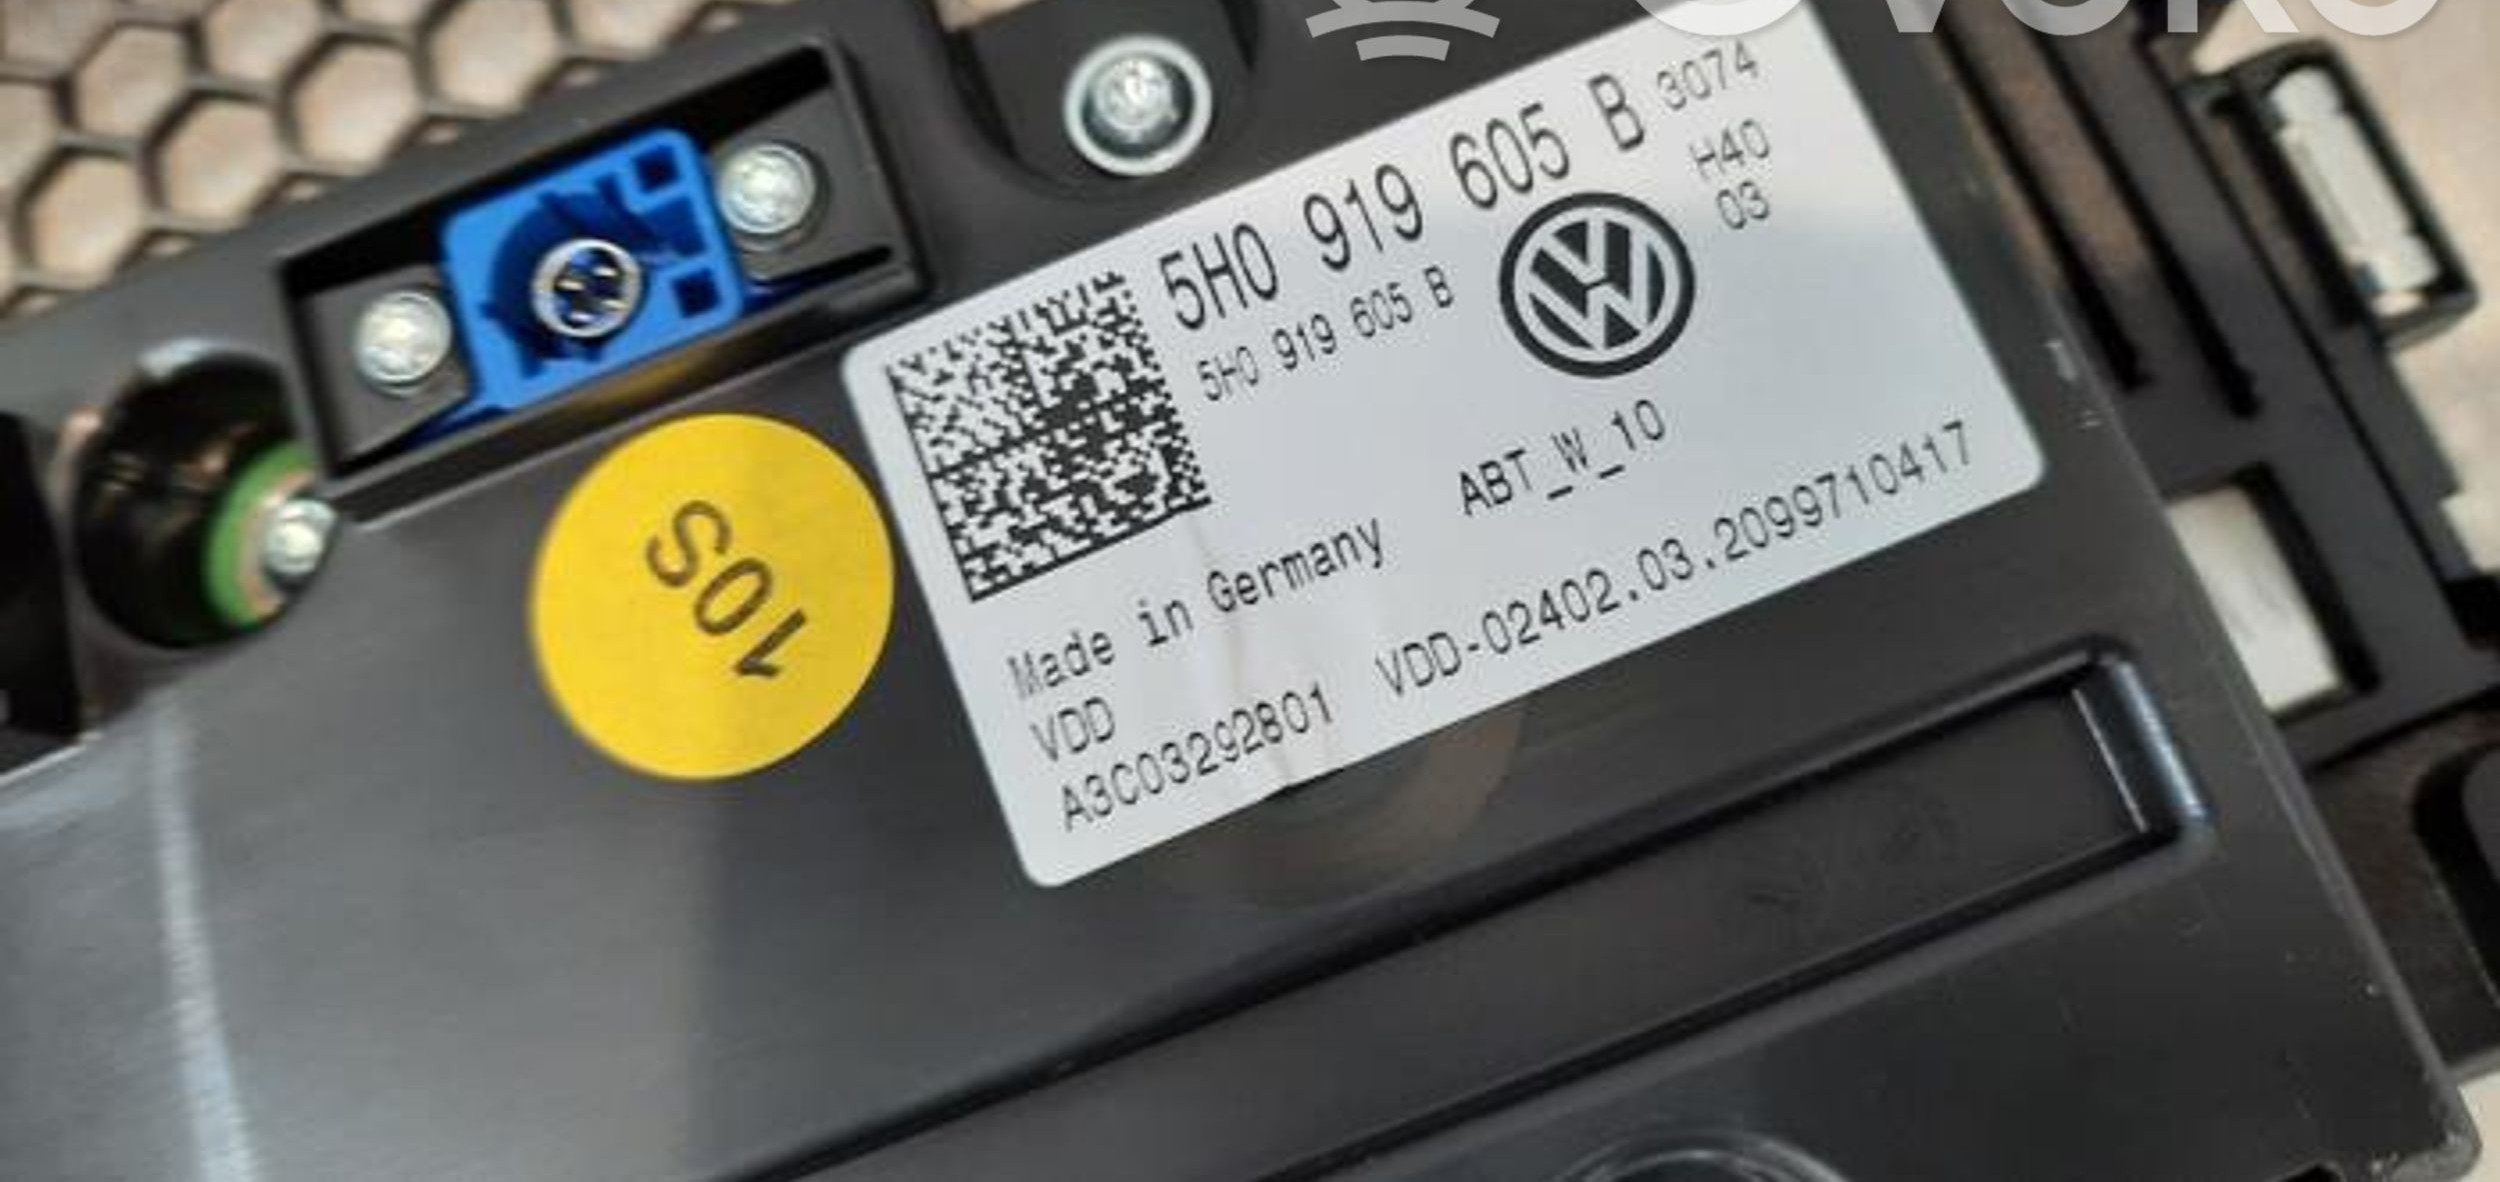 5H0 919 605 B 3074
5H0 919 605 B
H40
03
ABT_W_10
Made in Germany
VDD
A3C03292801 VDD-02402.03.2099710417
10S